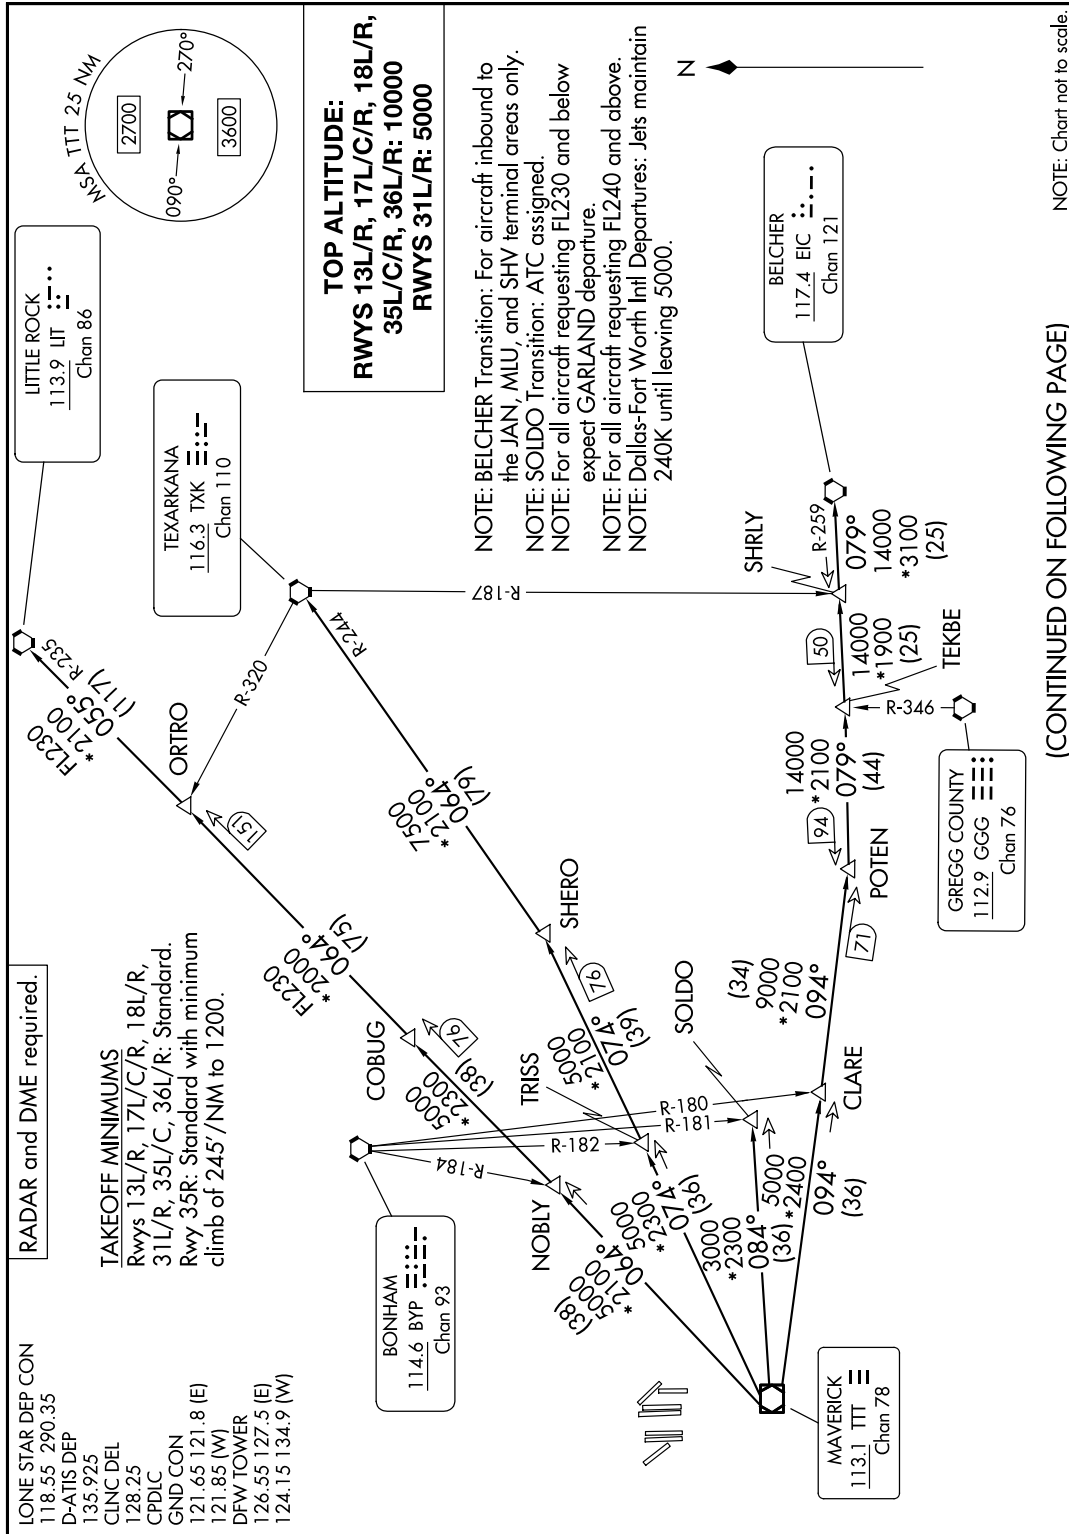 LONE STAR DEP CON
118.55 290.35
D-ATIS DEP
135.925
CLNC DEL
128.25
CPDLC
GND CON
121.65 121.8 (E)
121.85 (W)
DFW TOWER
126.55 127.5 (E)
124.15 134.9 (W)
RADAR and DME required.
TAKEOFF MINIMUMS
Rwys 13L/R, 17L/C/R, 18L/R,
31L/R, 35L/C, 36L/R: Standard.
Rwy 35R: Standard with minimum
climb of 245'/NM to 1200.
LITTLE ROCK
113.9 LIT
Chan 86
MSA TTT 25 NM
2700
090°
270°
3600
TEXARKANA
116.3 TXK
Chan 110
TOP ALTITUDE:
RWYS 13L/R, 17L/C/R, 18L/R,
35L/C/R, 36L/R: 10000
RWYS 31L/R: 5000
NOTE: BELCHER Transition: For aircraft inbound to
the JAN, MLU, and SHV terminal areas only.
NOTE: SOLDO Transition: ATC assigned.
NOTE: For all aircraft requesting FL230 and below
expect GARLAND departure.
NOTE: For all aircraft requesting FL240 and above.
NOTE: Dallas-Fort Worth Intl Departures: Jets maintain
240K until leaving 5000.
N
BONHAM
114.6 BYP
Chan 93
R-184
R-182
R-181
R-180
NOBLY
(38)
5000
*2100
064°
COBUG
5000
*2300
(38)
76
FL230
*2000
064°
(75)
ORTRO
151
R-320
FL230
*2100
055°
(117)
R-235
TRISS
5000
*2300
074°
(36)
5000
*2100
074°
(39)
76
SHERO
7500
*2100
064°
(79)
R-244
R-187
SOLDO
3000
*2300
084°
(36)
5000
*2400
094°
(36)
CLARE
(34)
9000
*2100
094°
71
POTEN
94
14000
*2100
079°
(44)
TEKBE
R-346
50
14000
*1900
(25)
SHRLY
R-259
079°
14000
*3100
(25)
BELCHER
117.4 EIC
Chan 121
GREGG COUNTY
112.9 GGG
Chan 76
MAVERICK
113.1 TTT
Chan 78
(CONTINUED ON FOLLOWING PAGE)
NOTE: Chart not to scale.